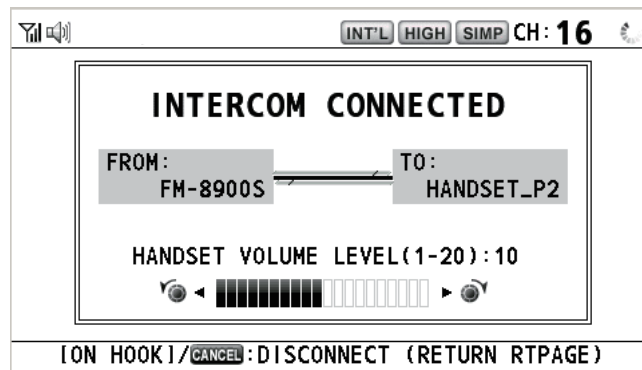 INT'L HIGH SIMP CH: 16
INTERCOM CONNECTED
FROM: TO:
FM-8900S HANDSET_P2
HANDSET VOLUME LEVEL(1-20):10
[ON HOOK]/CANCEL:DISCONNECT (RETURN RTPAGE)